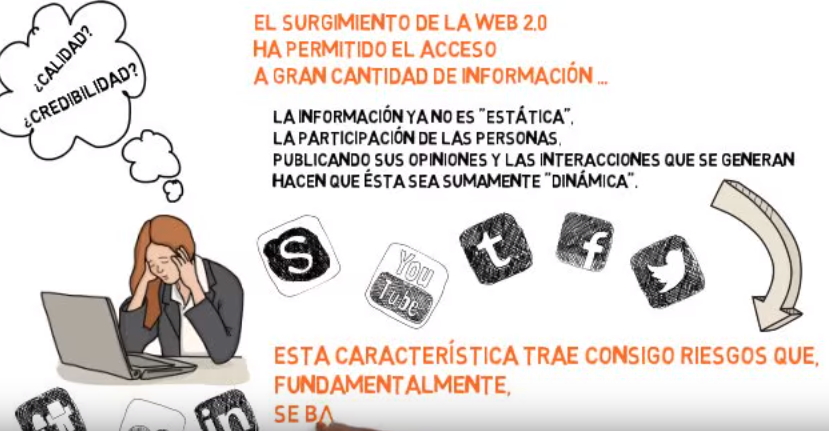 ¿CALIDAD?
¿CREDIBILIDAD?
EL SURGIMIENTO DE LA WEB 2.0
HA PERMITIDO EL ACCESO
A GRAN CANTIDAD DE INFORMACIÓN ...
LA INFORMACIÓN YA NO ES "ESTÁTICA",
LA PARTICIPACIÓN DE LAS PERSONAS,
PUBLICANDO SUS OPINIONES Y LAS INTERACCIONES QUE SE GENERAN
HACEN QUE ÉSTA SEA SUMAMENTE "DINÁMICA".
S
You
Tube
t
f
ESTA CARACTERÍSTICA TRAE CONSIGO RIESGOS QUE,
FUNDAMENTALMENTE,
SE BA
in